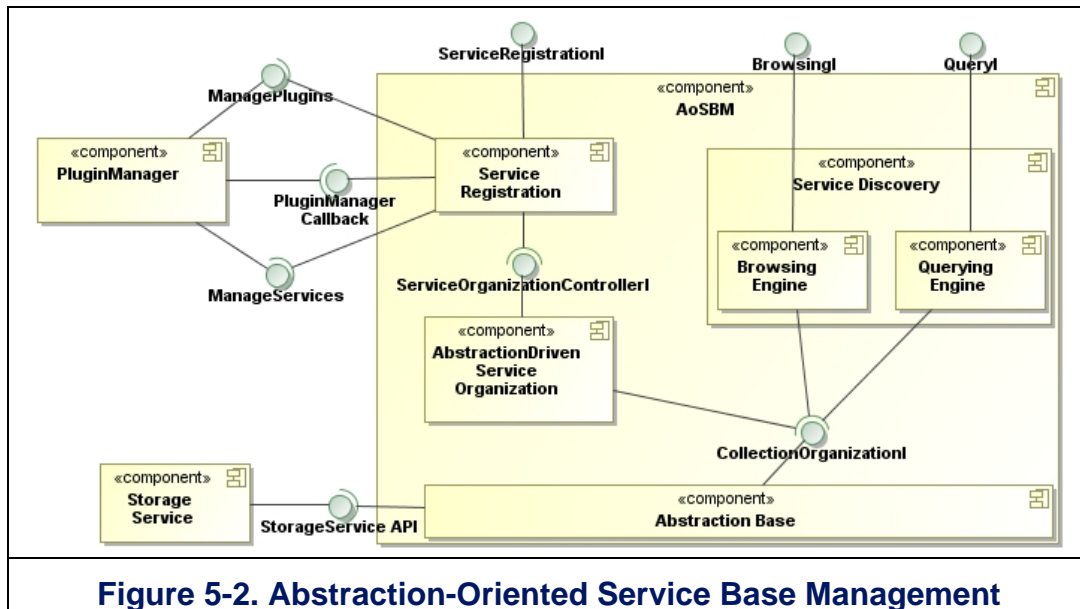 ServiceRegistrationI
BrowsingI
QueryI
ManagePlugins
«component»
AoSBM
«component»
PluginManager
«component»
Service
Registration
«component»
Service Discovery
PluginManager
Callback
«component»
Browsing
Engine
«component»
Querying
Engine
ManageServices
ServiceOrganizationControllerI
«component»
AbstractionDriven
Service
Organization
CollectionOrganizationI
«component»
Storage
Service
StorageService API
«component»
Abstraction Base
Figure 5-2. Abstraction-Oriented Service Base Management